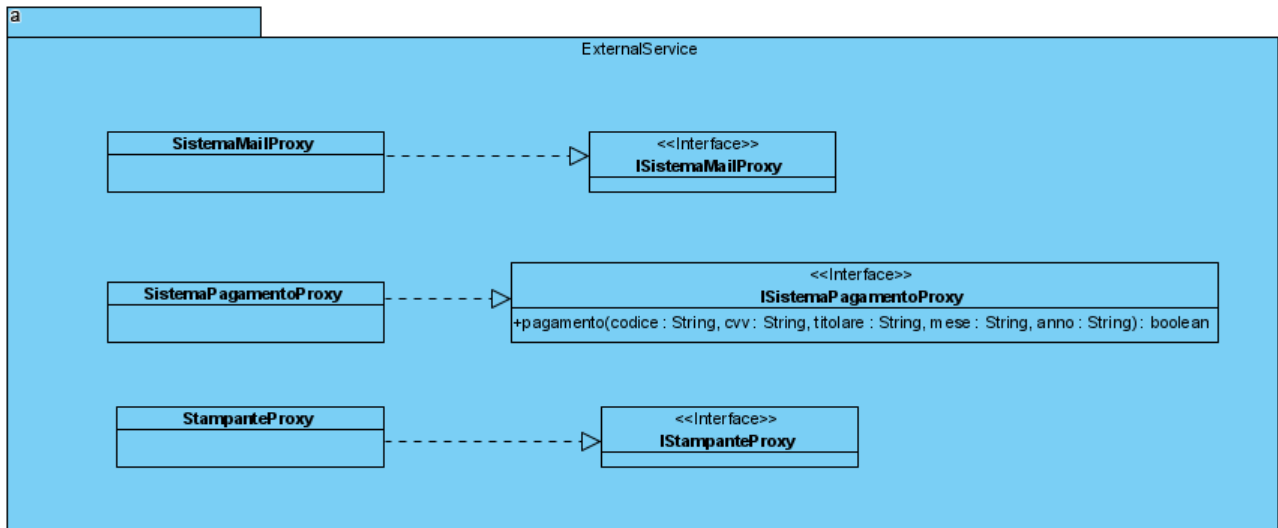 a
ExternalService
SistemaMailProxy
<<Interface>>
ISistemaMailProxy
<<Interface>>
SistemaPagamentoProxy
ISistemaPagamentoProxy
+pagamento(codice : String, cvv : String, titolare : String, mese : String, anno : String) : boolean
StampanteProxy
<<Interface>>
IStampanteProxy